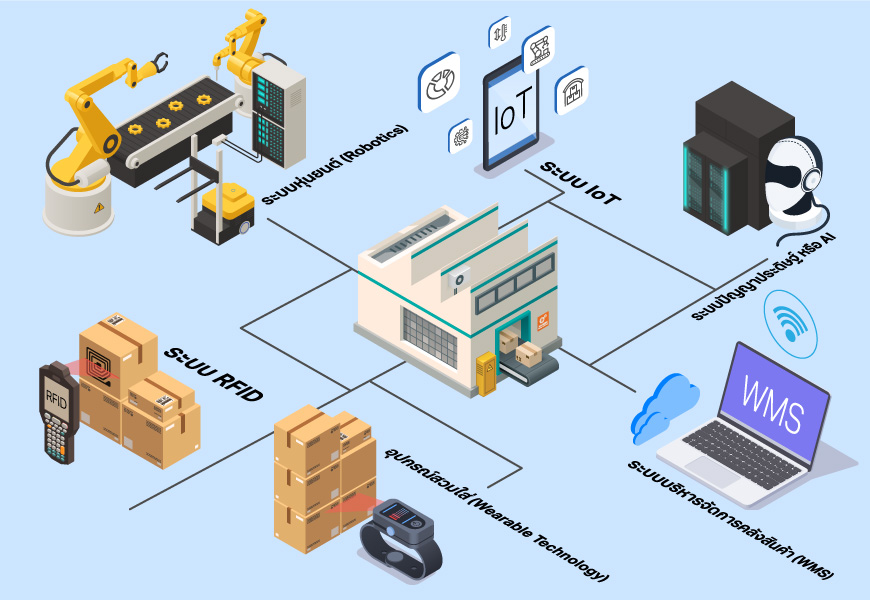 ระบบหุ่นยนต์ (Robotics)
IoT
ระบบ IoT
ระบบปัญญาประดิษฐ์ หรือ AI
RFID
ระบบ RFID
WMS
ระบบบริหารจัดการคลังสินค้า (WMS)
อุปกรณ์สวมใส่ (Wearable Technology)